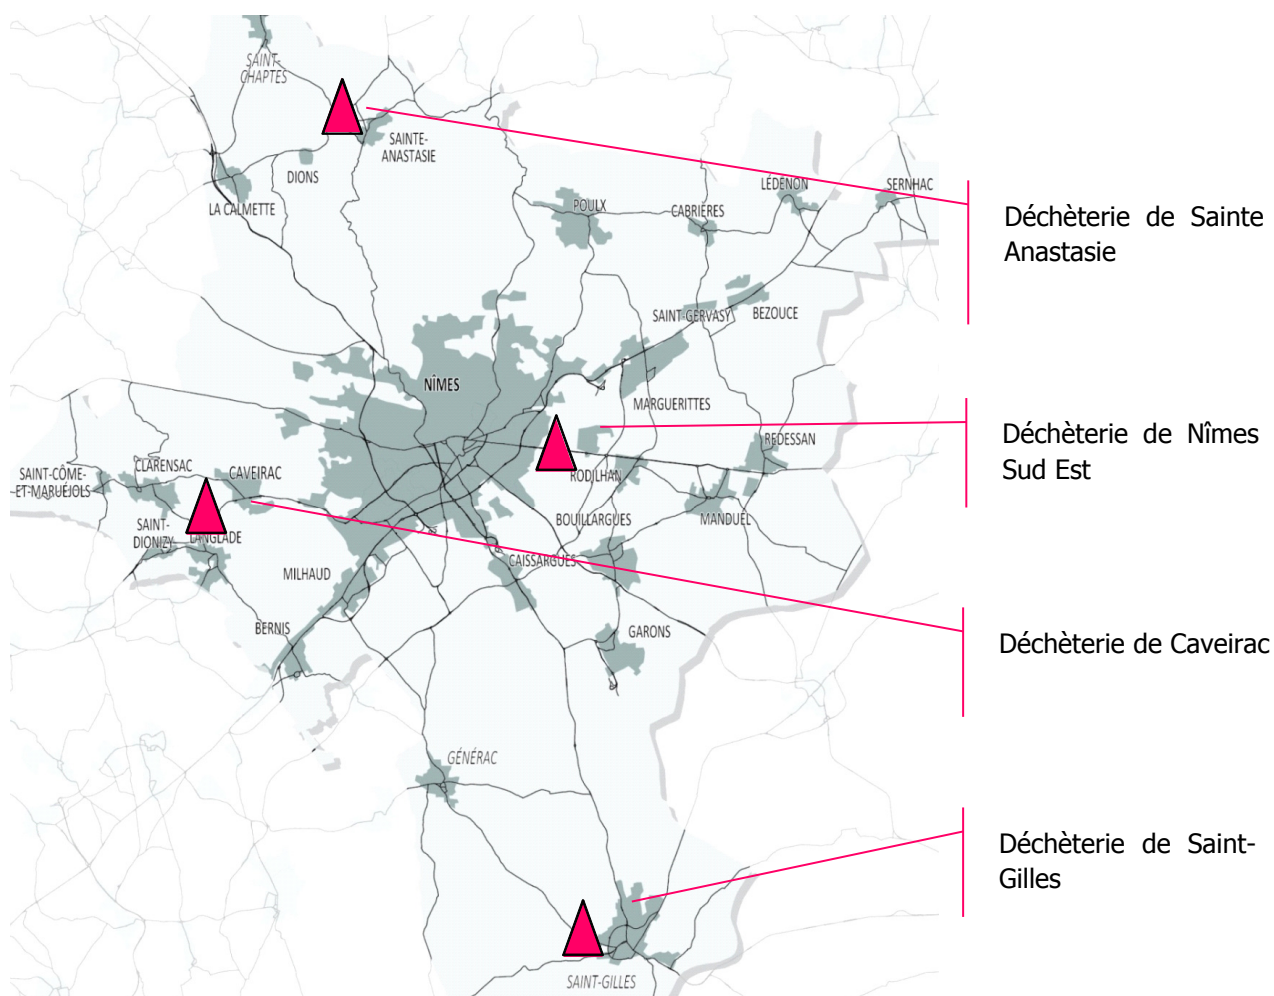 SAINT-
CHAPTES
SAINTE-
ANASTASIE
DIONS
LA CALMETTE
POULX
CABRIÈRES
LÉDENON
SERNHAC
Déchèterie de Sainte
Anastasie
SAINT-GERVASY
BEZOUCE
NÎMES
MARGUERITTES
REDESSAN
Déchèterie de Nîmes
Sud Est
RODILHAN
SAINT-CÔME-
ET-MARUÉJOLS
CLARENSAC
CAVEIRAC
SAINT-
DIONIZY
LANGLADE
BOUILLARGUES
MANDUEL
MILHAUD
CAISSARGUES
BERNIS
GARONS
Déchèterie de Caveirac
GÉNÉRAC
Déchèterie de Saint-
Gilles
SAINT-GILLES